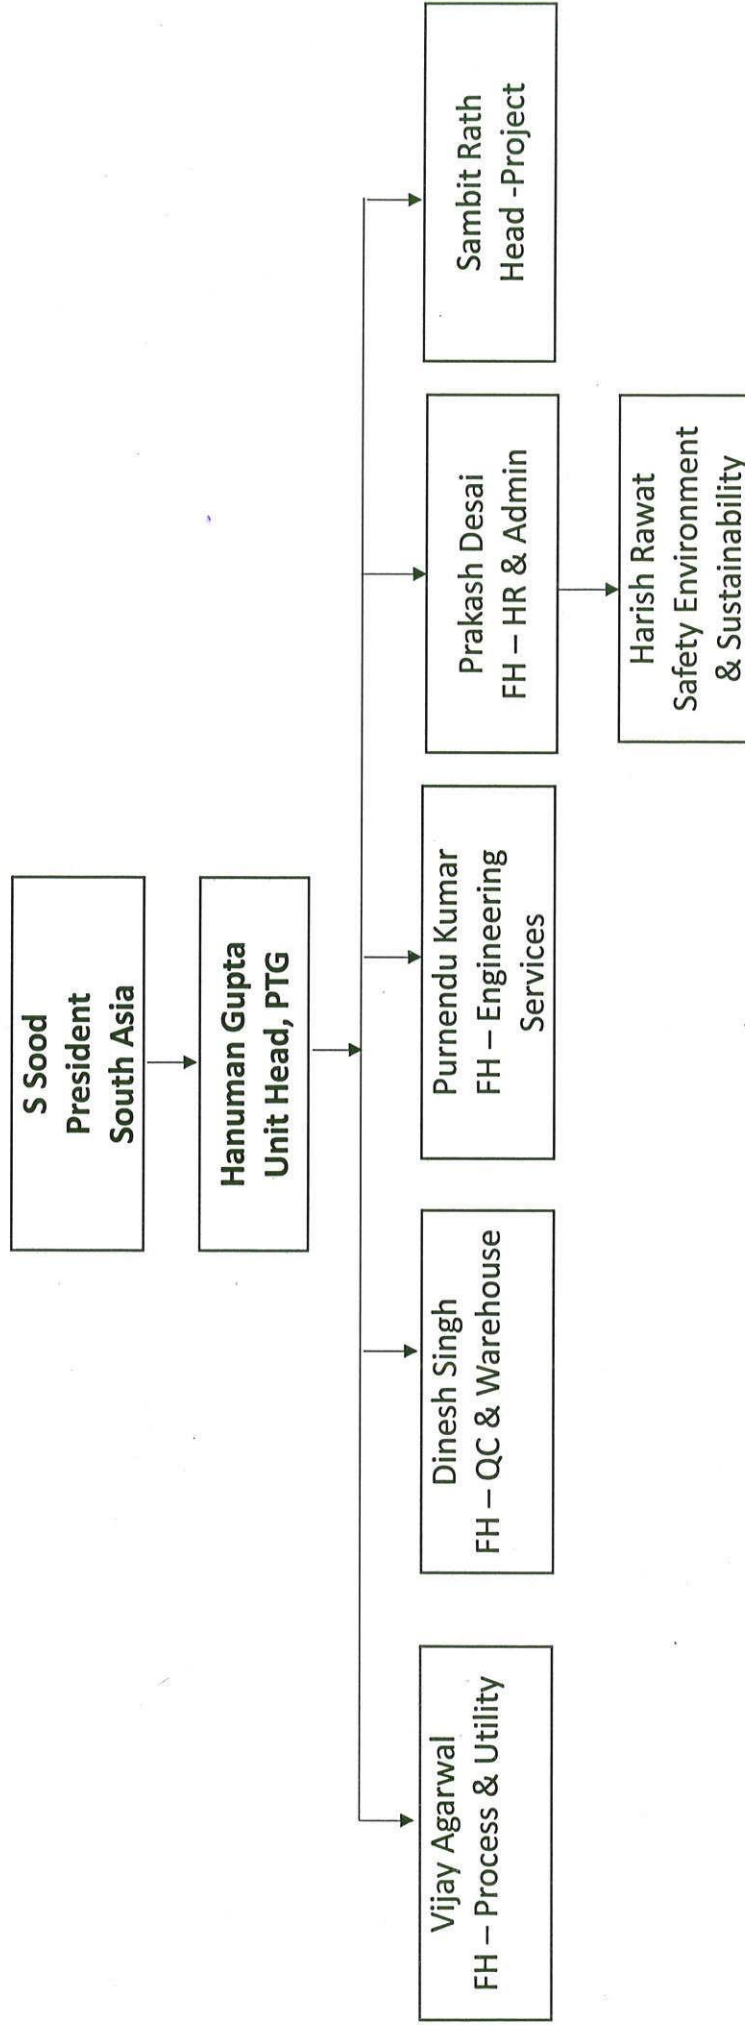 S Sood
President
South Asia
Hanuman Gupta
Unit Head, PTG
Vijay Agarwal
FH – Process & Utility
Dinesh Singh
FH – QC & Warehouse
Purnendu Kumar
FH – Engineering
Services
Prakash Desai
FH – HR & Admin
Sambit Rath
Head -Project
Harish Rawat
Safety Environment
& Sustainability